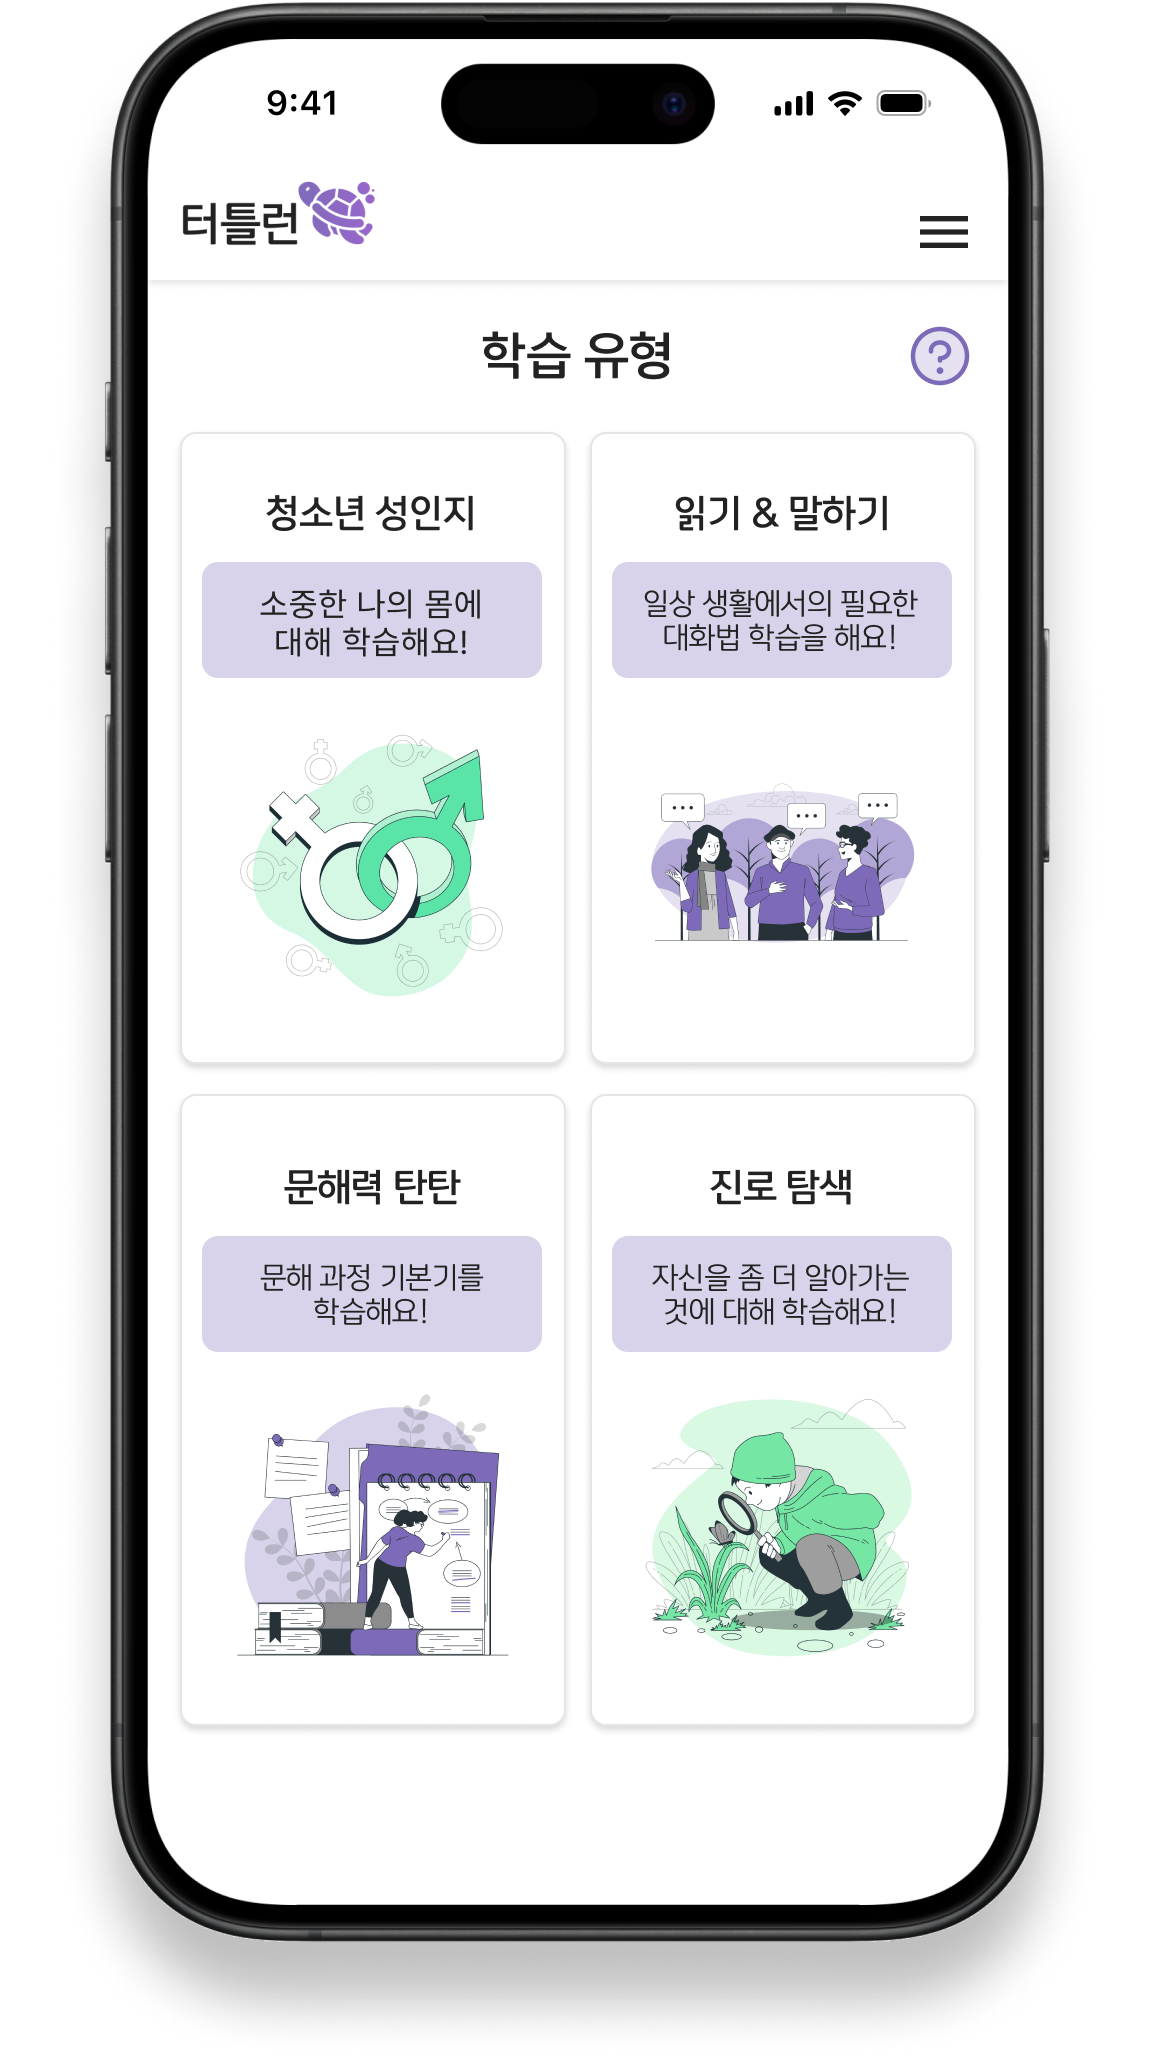 9:41
터틀런
학습 유형
청소년 성인지
소중한 나의 몸에
대해 학습해요!
읽기 & 말하기
일상 생활에서의 필요한
대화법 학습을 해요!
문해력 탄탄
문해 과정 기본기를
학습해요!
진로 탐색
자신을 좀 더 알아가는
것에 대해 학습해요!